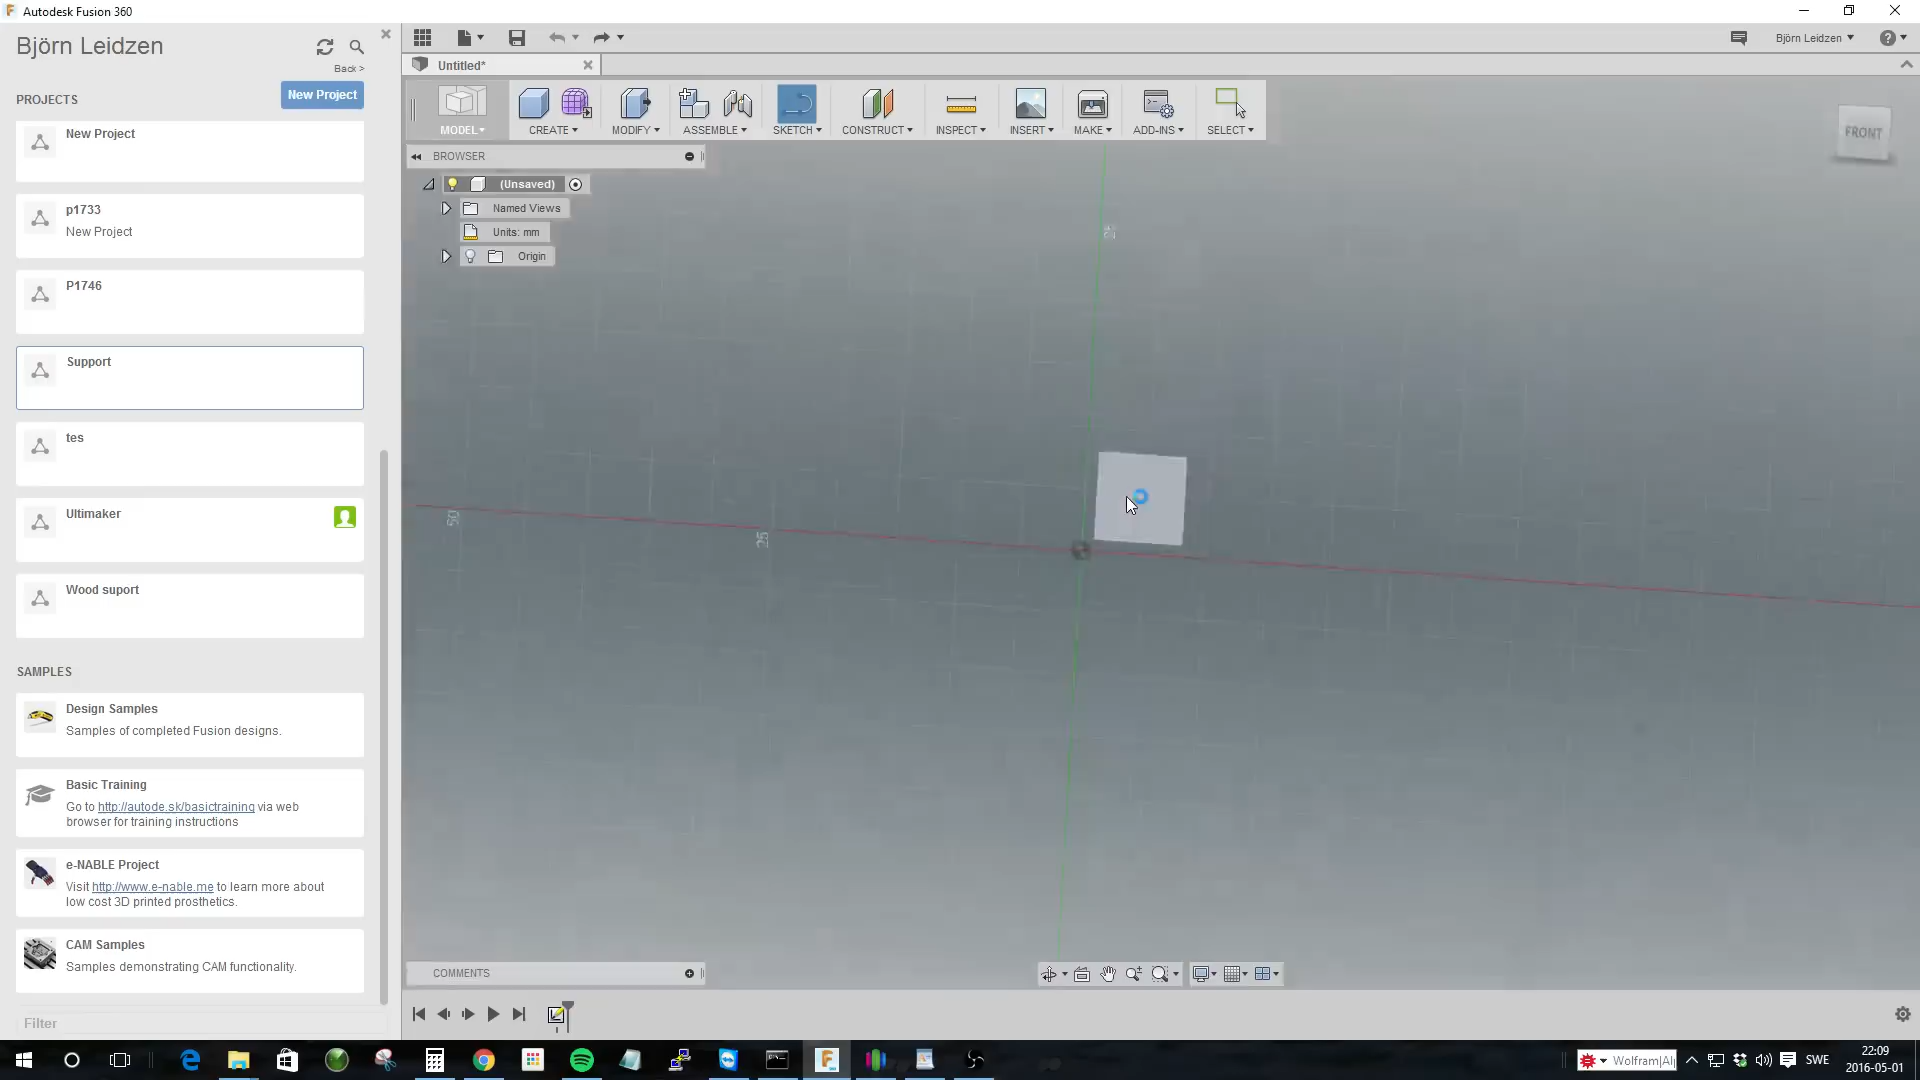 Autodesk Fusion 360
Björn Leidzen
Back >
PROJECTS
New Project
New Project
p1733
New Project
P1746
Support
tes
Ultimaker
Wood suport
SAMPLES
Design Samples
Samples of completed Fusion designs.
Basic Training
Go to http://autode.sk/basictraining via web
browser for training instructions
e-NABLE Project
Visit http://www.e-nable.me to learn more about
low cost 3D printed prosthetics.
CAM Samples
Samples demonstrating CAM functionality.
Filter
Björn Leidzen
Untitled*
MODEL
CREATE
MODIFY
ASSEMBLE
SKETCH
CONSTRUCT
INSPECT
INSERT
MAKE
ADD-INS
SELECT
BROWSER
(Unsaved)
Named Views
Units: mm
Origin
FRONT
25
50
25
COMMENTS
Wolfram|Al
SWE
22:09
2016-05-01